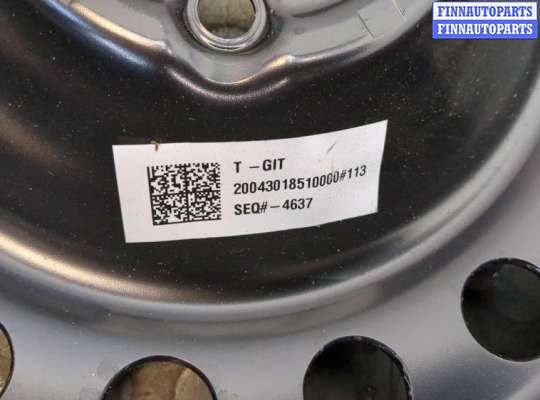 FINNAUTOPARTS
FINNAUTOPARTS
T -GIT
20043018510000#113
SEQ#-4637